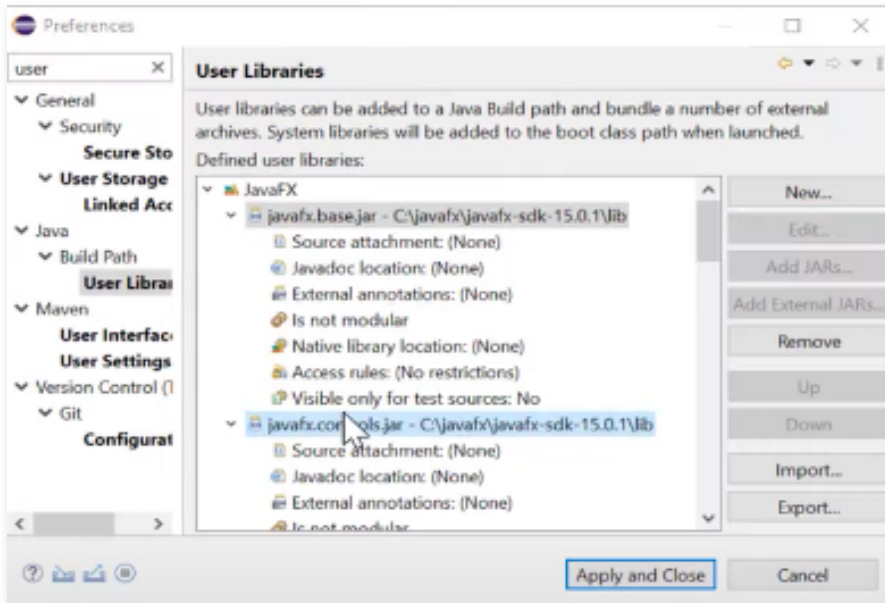 Preferences
user
General
Security
Secure Sto
User Storage
Linked Acc
Java
Build Path
User Librar
Maven
User Interfac
User Settings
Version Control (T
Git
Configurat
User Libraries
User libraries can be added to a Java Build path and bundle a number of external
archives. System libraries will be added to the boot class path when launched.
Defined user libraries:
JavaFX
javafx.base.jar - C:\javafx\javafx-sdk-15.0.1\lib
Source attachment: (None)
Javadoc location: (None)
External annotations: (None)
Is not modular
Native library location: (None)
Access rules: (No restrictions)
Visible only for test sources: No
javafx.controls.jar - C:\javafx\javafx-sdk-15.0.1\lib
Source attachment: (None)
Javadoc location: (None)
External annotations: (None)
Is not modular
New...
Edit...
Add JARs...
Add External JARs...
Remove
Up
Down
Import...
Export...
Apply and Close
Cancel